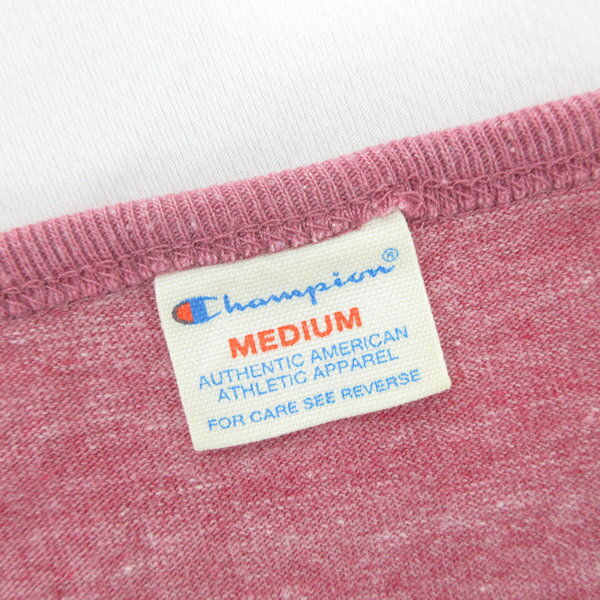 Champion®
MEDIUM
AUTHENTIC AMERICAN
ATHLETIC APPAREL
FOR CARE SEE REVERSE